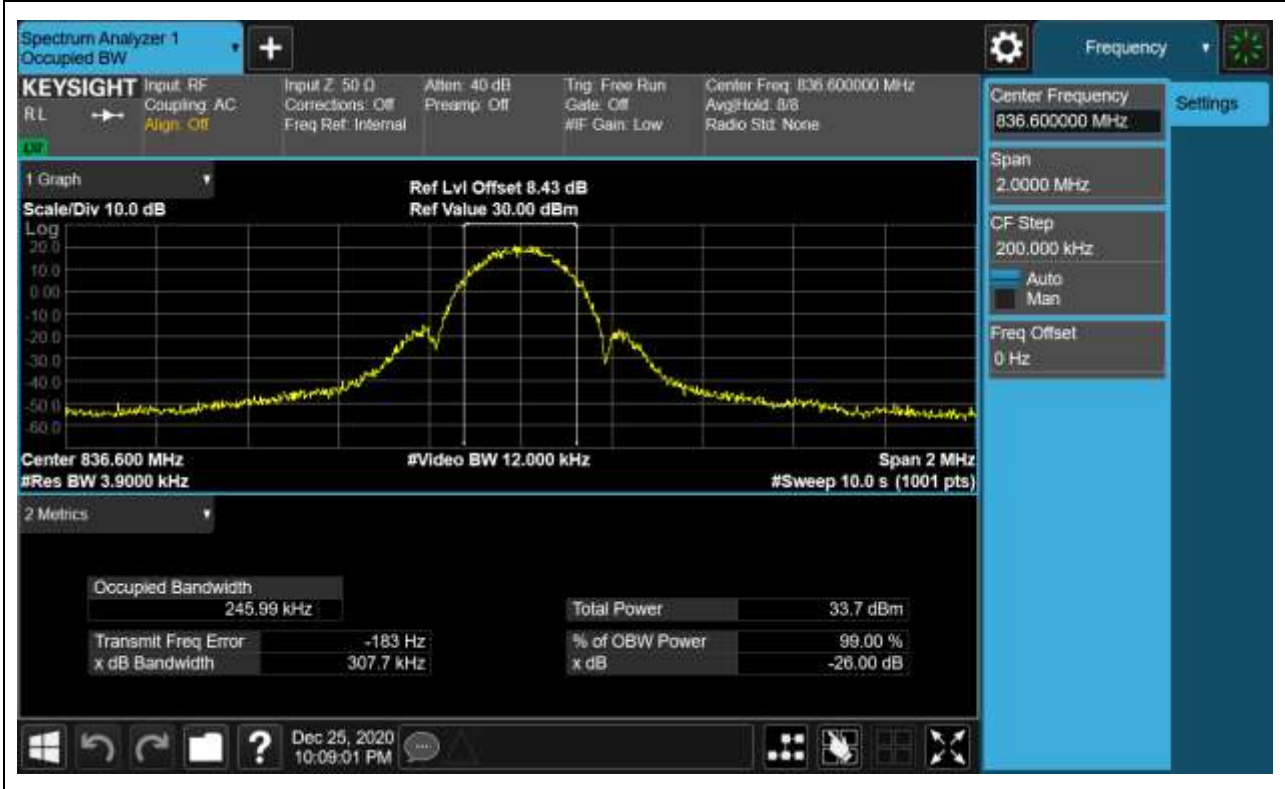 Spectrum Analyzer 1
Occupied BW
+
Frequency
KEYSIGHT
R L
LXI
Input: RF
Coupling: AC
Align: Off
Input Z: 50 Ω
Corrections: Off
Freq Ref: Internal
Atten: 40 dB
Preamp: Off
Trig: Free Run
Gate: Off
#IF Gain: Low
Center Freq: 836.600000 MHz
Avg|Hold: 8/8
Radio Std: None
Center Frequency
836.600000 MHz
Settings
Span
2.0000 MHz
CF Step
200.000 kHz
Auto
Man
Freq Offset
0 Hz
1 Graph
Scale/Div 10.0 dB
Ref Lvl Offset 8.43 dB
Ref Value 30.00 dBm
Log
20.0
10.0
0.00
-10.0
-20.0
-30.0
-40.0
-50.0
-60.0
Center 836.600 MHz
#Video BW 12.000 kHz
Span 2 MHz
#Res BW 3.9000 kHz
#Sweep 10.0 s (1001 pts)
2 Metrics
Occupied Bandwidth
245.99 kHz
Total Power 33.7 dBm
Transmit Freq Error -183 Hz
% of OBW Power 99.00 %
x dB Bandwidth 307.7 kHz
x dB -26.00 dB
?
Dec 25, 2020
10:09:01 PM